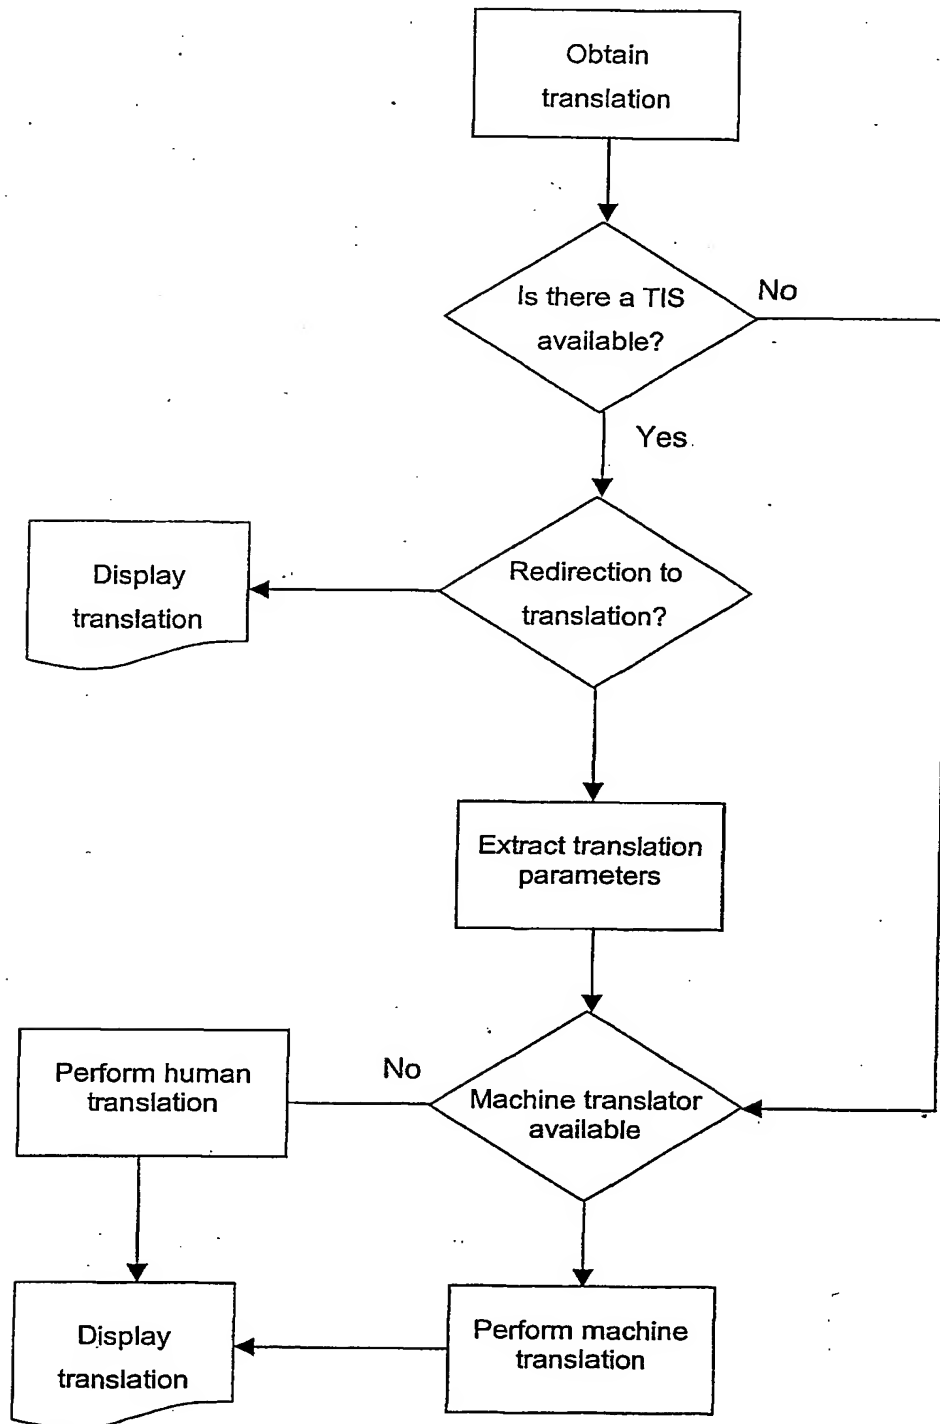 Obtain
translation
Is there a TIS
available?
No
Yes
Redirection to
translation?
Display
translation
Extract translation
parameters
Machine translator
available
No
Perform human
translation
Perform machine
translation
Display
translation